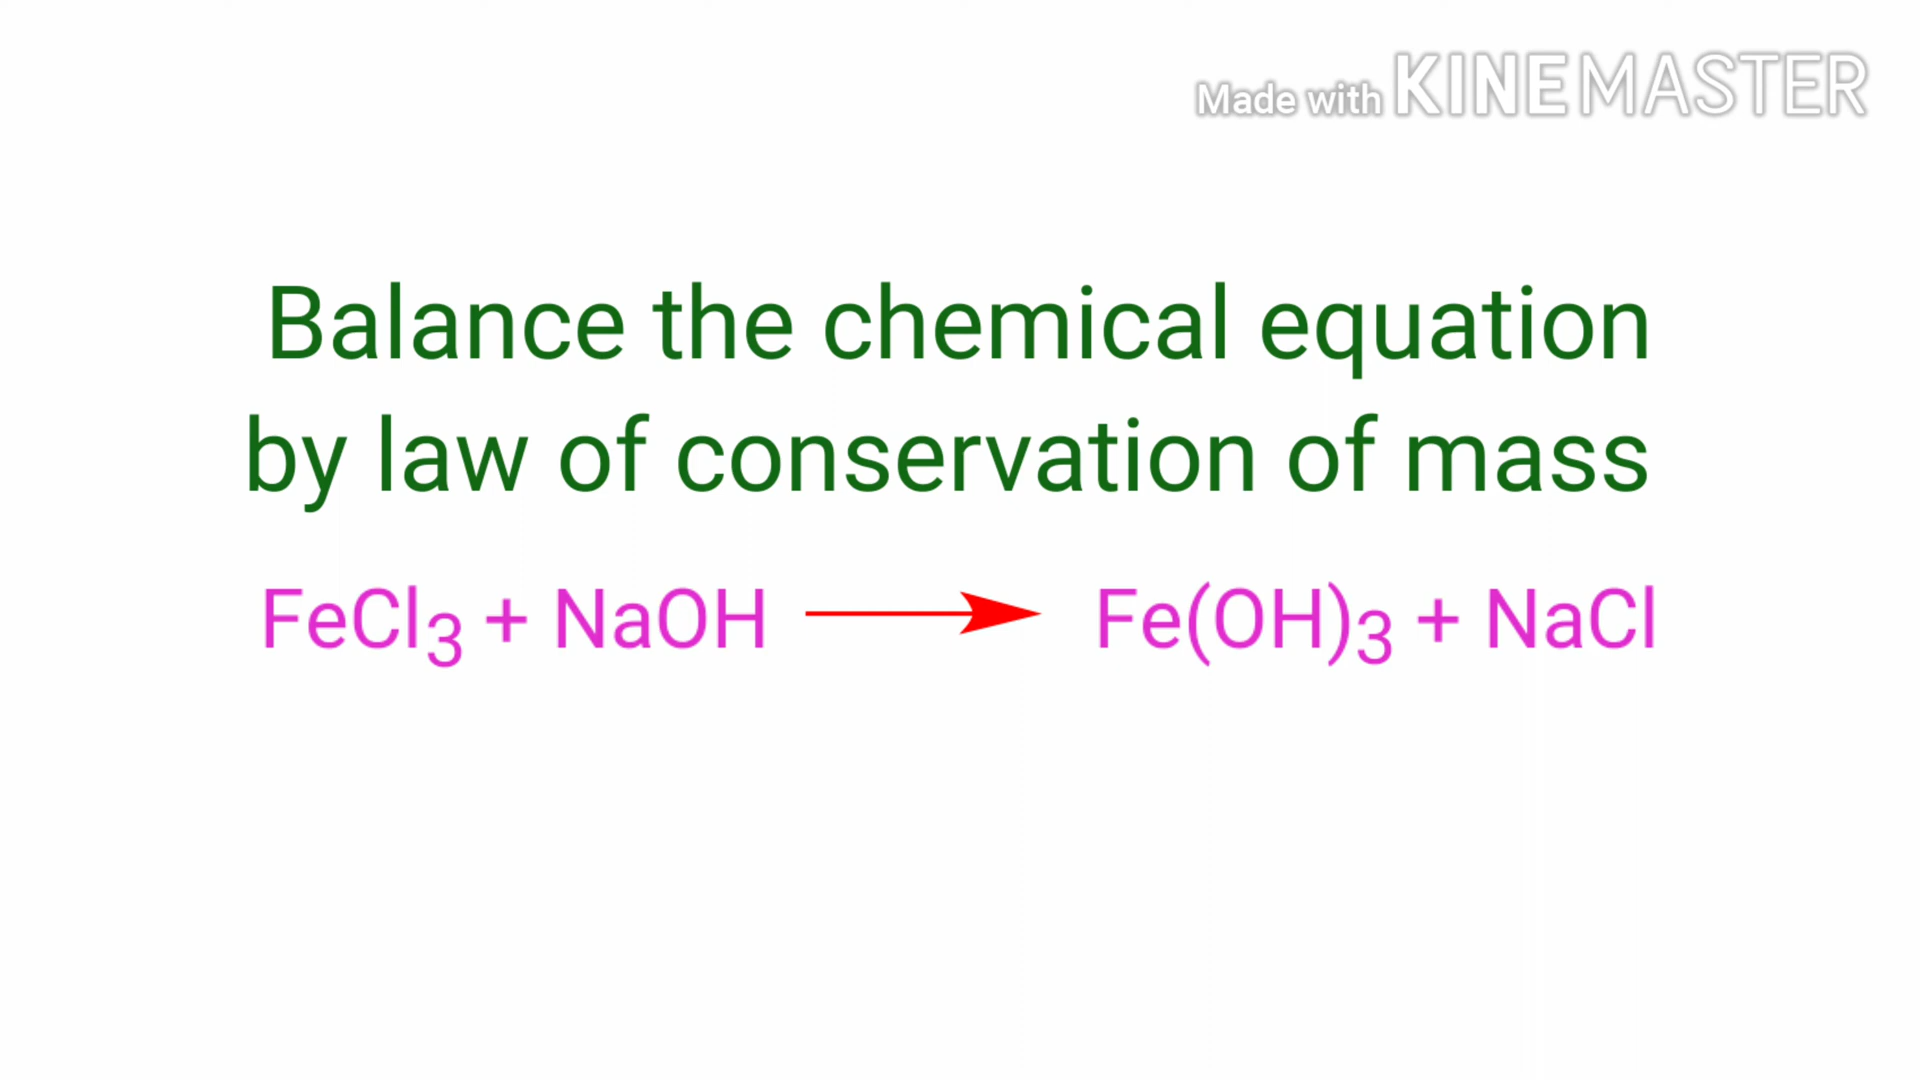 Made with KINEMASTER
Balance the chemical equation
by law of conservation of mass
FeCl₃ + NaOH ⟶ Fe(OH)₃ + NaCl